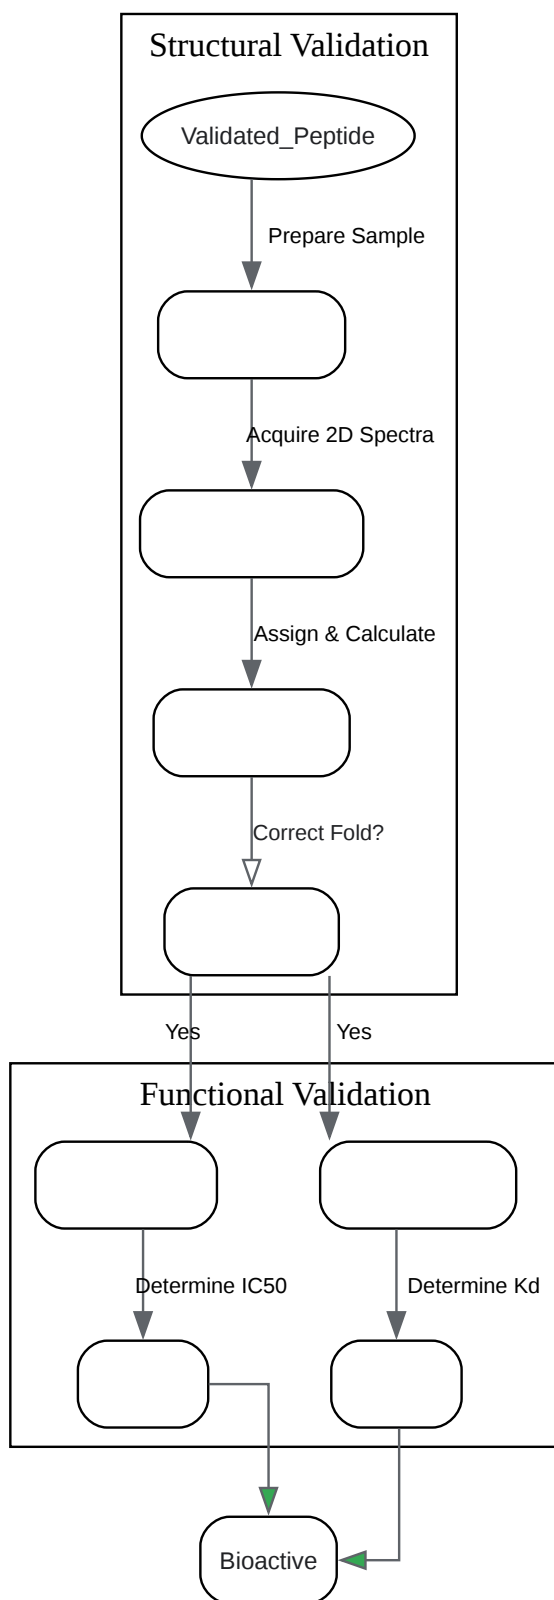 Structural Validation
Validated_Peptide
Prepare Sample
Acquire 2D Spectra
Assign & Calculate
Correct Fold?
Yes
Yes
Functional Validation
Determine IC50
Determine Kd
Bioactive